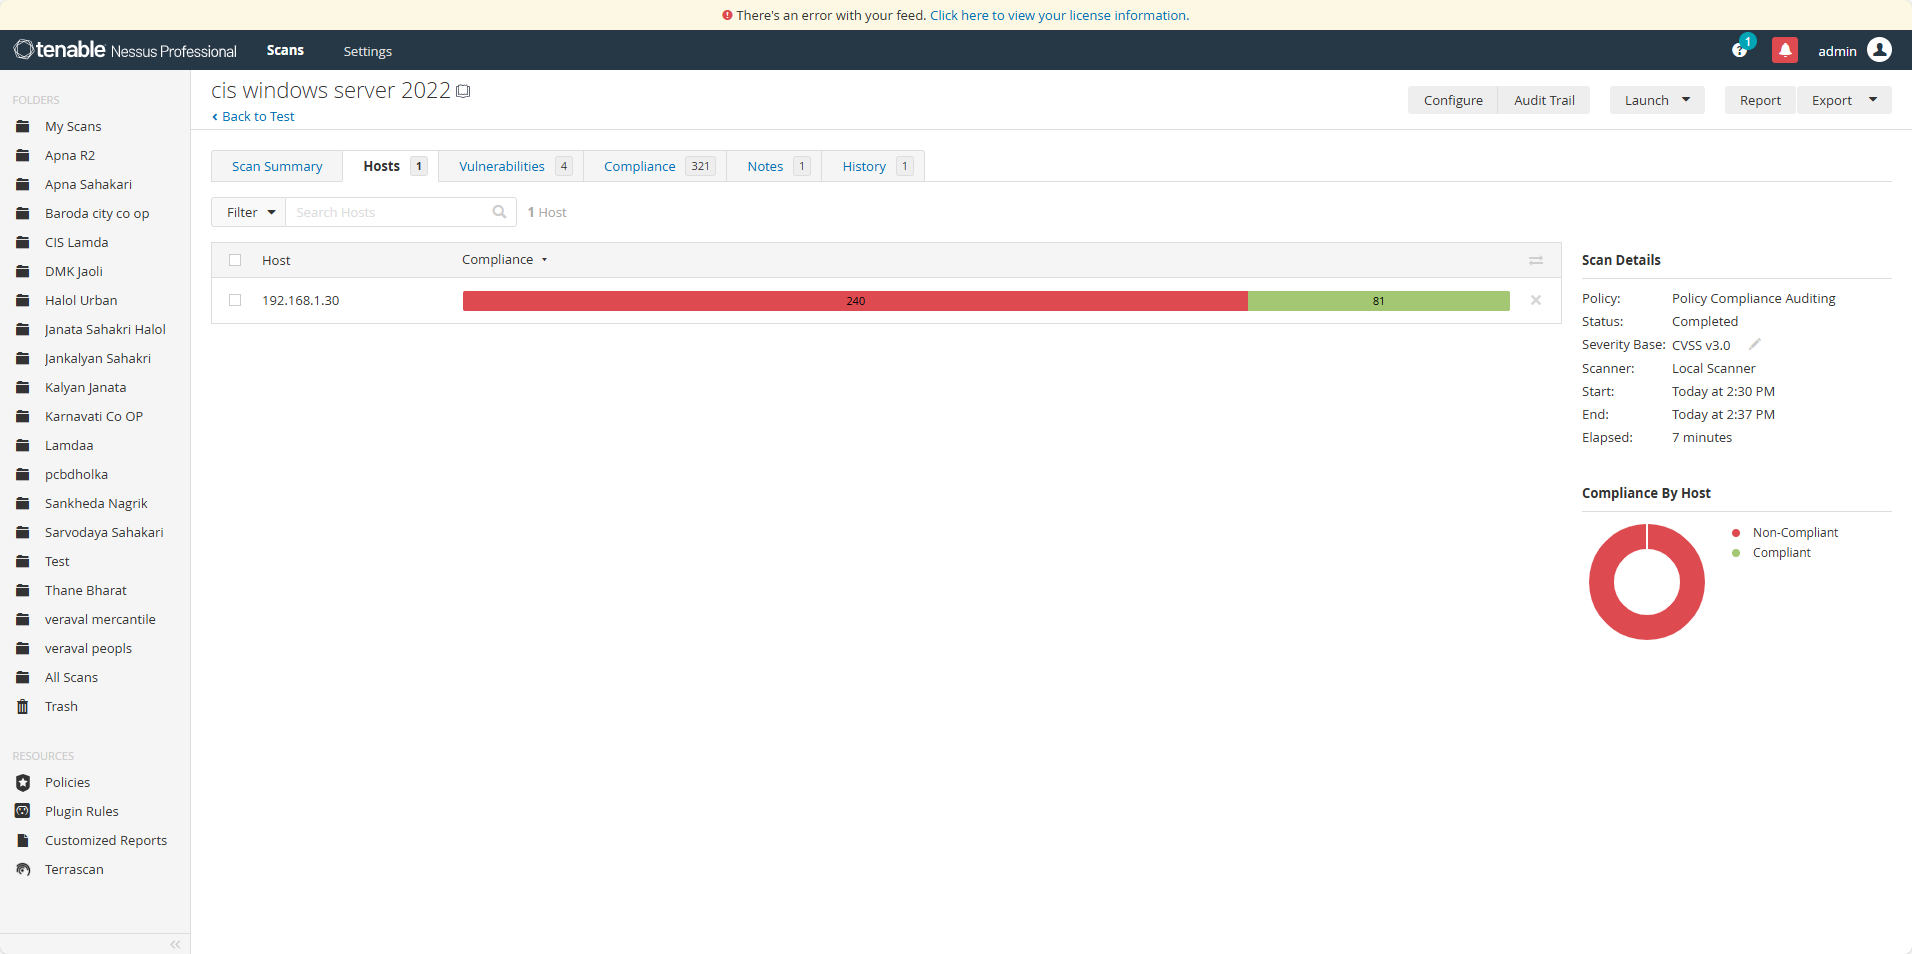 There's an error with your feed. Click here to view your license information.
tenable Nessus Professional
Scans
Settings
1
admin
FOLDERS
My Scans
Apna R2
Apna Sahakari
Baroda city co op
CIS Lamda
DMK Jaoli
Halol Urban
Janata Sahakri Halol
Jankalyan Sahakri
Kalyan Janata
Karnavati Co OP
Lamdaa
pcbdholka
Sankheda Nagrik
Sarvodaya Sahakari
Test
Thane Bharat
veraval mercantile
veraval peopls
All Scans
Trash
RESOURCES
Policies
Plugin Rules
Customized Reports
Terrascan
cis windows server 2022
Back to Test
Configure
Audit Trail
Launch
Report
Export
Scan Summary
Hosts 1
Vulnerabilities 4
Compliance 321
Notes 1
History 1
Filter
Search Hosts
1 Host
Host
Compliance
192.168.1.30
240
81
Scan Details
Policy: Policy Compliance Auditing
Status: Completed
Severity Base: CVSS v3.0
Scanner: Local Scanner
Start: Today at 2:30 PM
End: Today at 2:37 PM
Elapsed: 7 minutes
Compliance By Host
Non-Compliant
Compliant